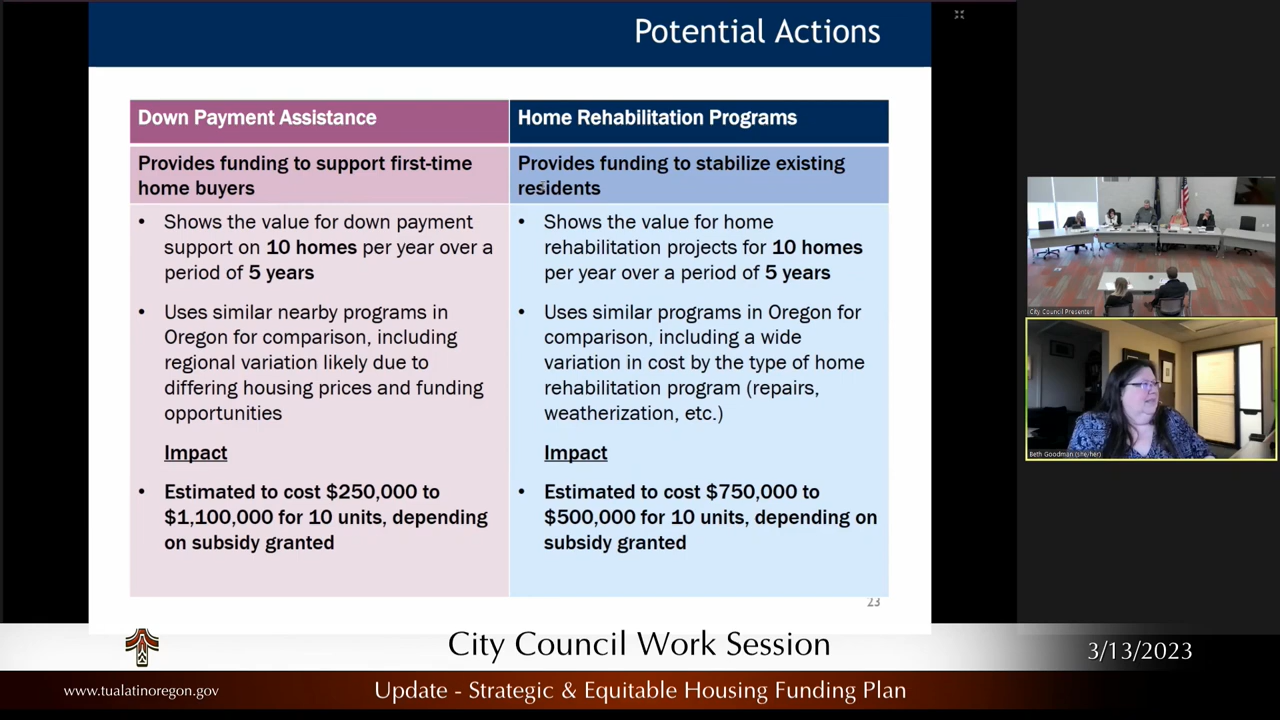 Potential Actions
Down Payment Assistance
Home Rehabilitation Programs
Provides funding to support first-time
home buyers
Provides funding to stabilize existing
residents
• Shows the value for down payment
support on 10 homes per year over a
period of 5 years
• Uses similar nearby programs in
Oregon for comparison, including
regional variation likely due to
differing housing prices and funding
opportunities
Impact
• Estimated to cost $250,000 to
$1,100,000 for 10 units, depending
on subsidy granted
• Shows the value for home
rehabilitation projects for 10 homes
per year over a period of 5 years
• Uses similar programs in Oregon for
comparison, including a wide
variation in cost by the type of home
rehabilitation program (repairs,
weatherization, etc.)
Impact
• Estimated to cost $750,000 to
$500,000 for 10 units, depending on
subsidy granted
23
City Council Presenter
Beth Goodman (she/her)
City Council Work Session
3/13/2023
www.tualatinoregon.gov
Update - Strategic & Equitable Housing Funding Plan